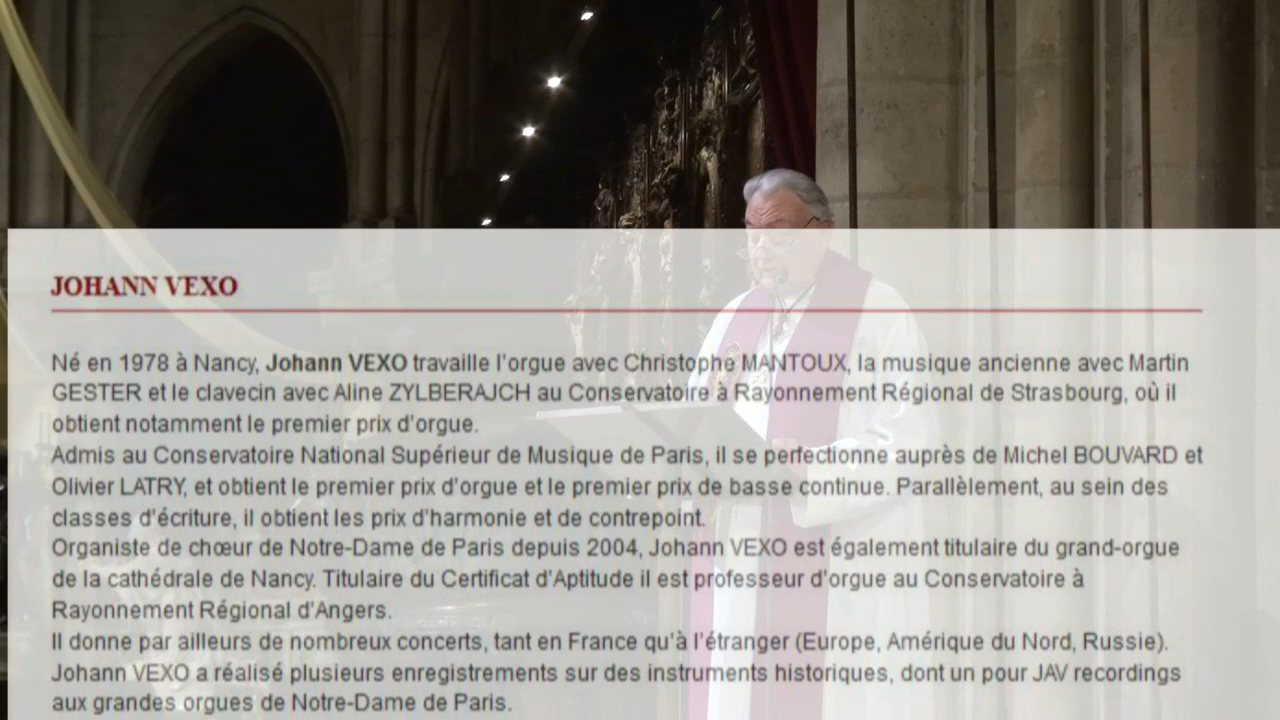 JOHANN VEXO
Né en 1978 à Nancy, Johann VEXO travaille l'orgue avec Christophe MANTOUX, la musique ancienne avec Martin
GESTER et le clavecin avec Aline ZYLBERAJCH au Conservatoire à Rayonnement Régional de Strasbourg, où il
obtient notamment le premier prix d'orgue.
Admis au Conservatoire National Supérieur de Musique de Paris, il se perfectionne auprès de Michel BOUVARD et
Olivier LATRY, et obtient le premier prix d'orgue et le premier prix de basse continue. Parallèlement, au sein des
classes d'écriture, il obtient les prix d'harmonie et de contrepoint.
Organiste de chœur de Notre-Dame de Paris depuis 2004, Johann VEXO est également titulaire du grand-orgue
de la cathédrale de Nancy. Titulaire du Certificat d'Aptitude il est professeur d'orgue au Conservatoire à
Rayonnement Régional d'Angers.
Il donne par ailleurs de nombreux concerts, tant en France qu'à l'étranger (Europe, Amérique du Nord, Russie).
Johann VEXO a réalisé plusieurs enregistrements sur des instruments historiques, dont un pour JAV recordings
aux grandes orgues de Notre-Dame de Paris.